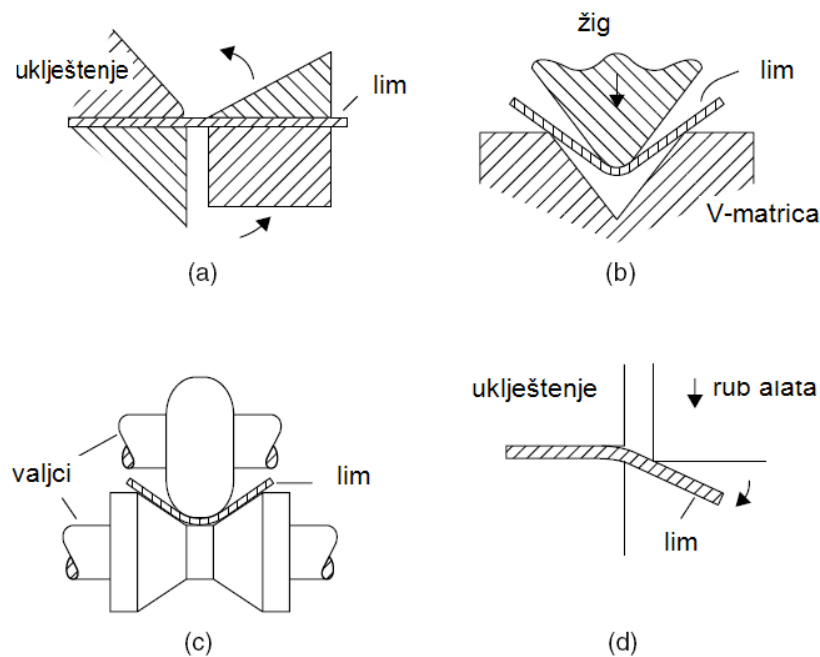 uklještenje
lim
(a)
žig
lim
V-matrica
(b)
valjci
lim
(c)
uklještenje
rub alata
lim
(d)